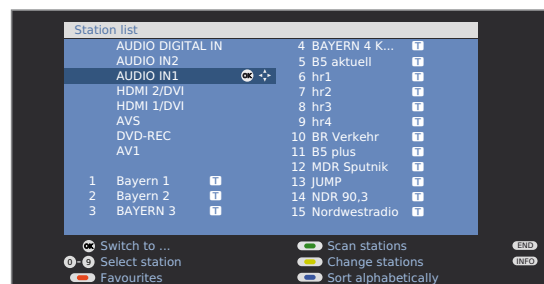 Station list
AUDIO DIGITAL IN
AUDIO IN2
AUDIO IN1 OK
HDMI 2/DVI
HDMI 1/DVI
AVS
DVD-REC
AV1
1 Bayern 1 T
2 Bayern 2 T
3 BAYERN 3 T
4 BAYERN 4 K... T
5 B5 aktuell T
6 hr1 T
7 hr2 T
8 hr3 T
9 hr4 T
10 BR Verkehr T
11 B5 plus T
12 MDR Sputnik T
13 JUMP T
14 NDR 90,3 T
15 Nordwestradio T
OK Switch to ...
0-9 Select station
Favourites
Scan stations
Change stations
Sort alphabetically
END
INFO